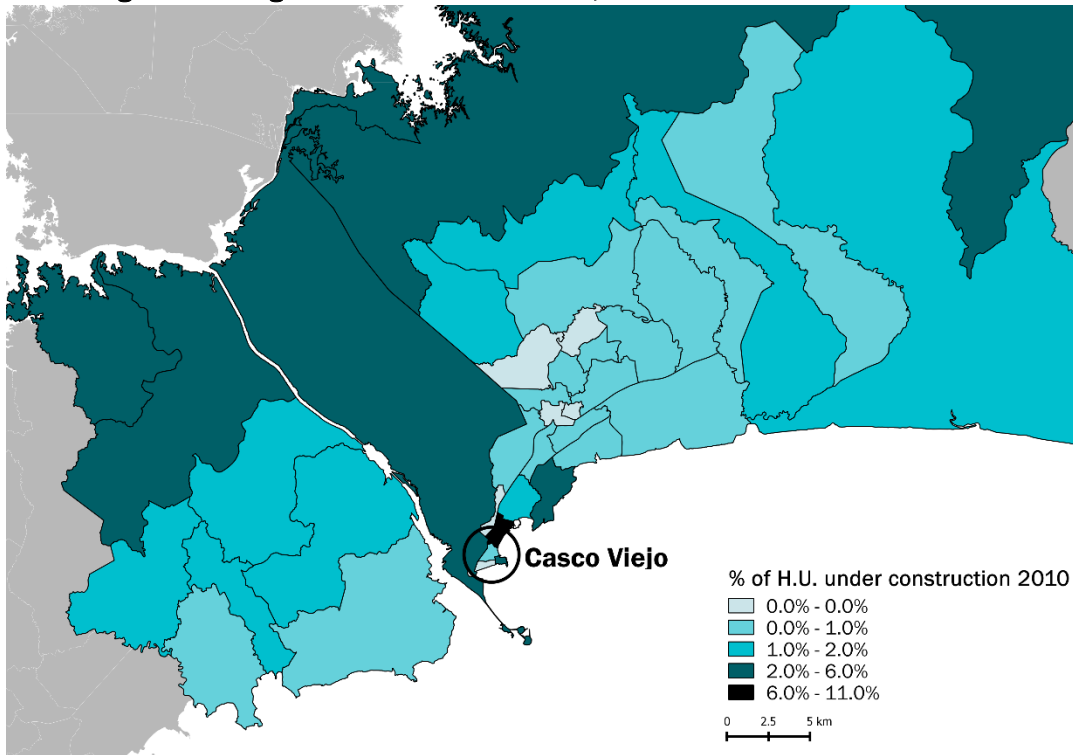 Casco Viejo
% of H.U. under construction 2010
0.0% - 0.0%
0.0% - 1.0%
1.0% - 2.0%
2.0% - 6.0%
6.0% - 11.0%
0 2.5 5 km